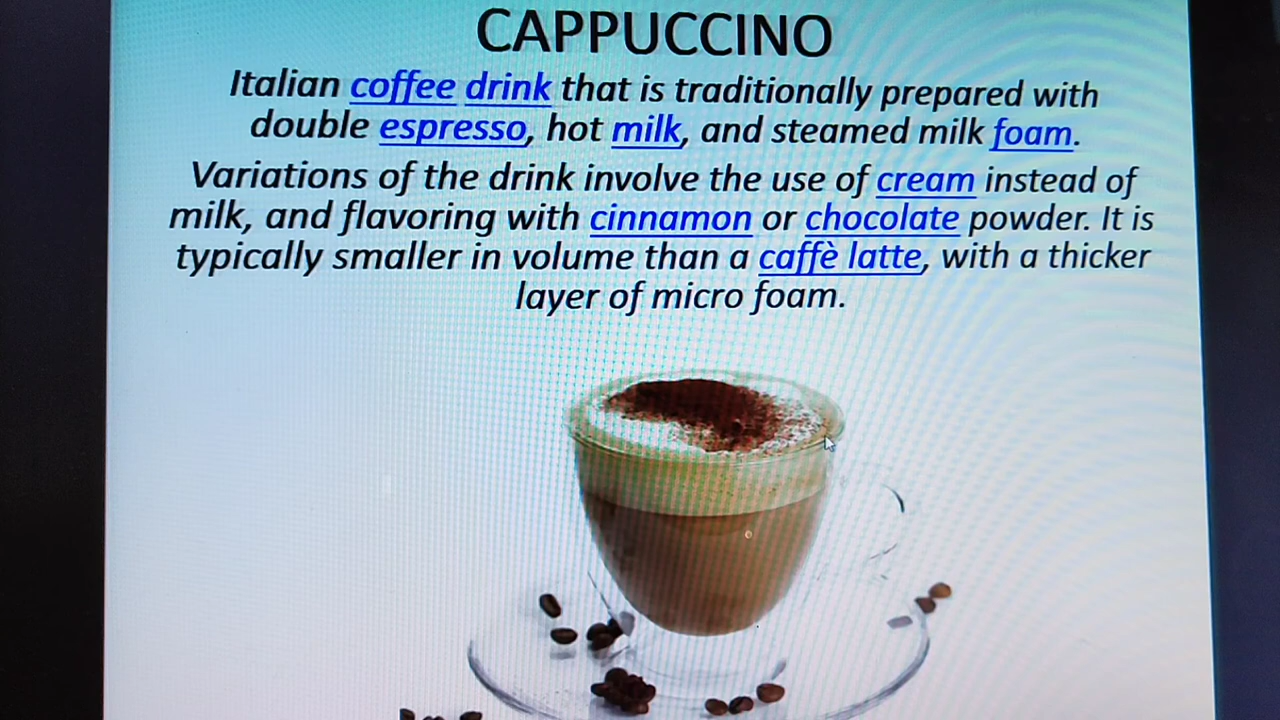 CAPPUCCINO
Italian coffee drink that is traditionally prepared with
double espresso, hot milk, and steamed milk foam.
Variations of the drink involve the use of cream instead of
milk, and flavoring with cinnamon or chocolate powder. It is
typically smaller in volume than a caffè latte, with a thicker
layer of micro foam.